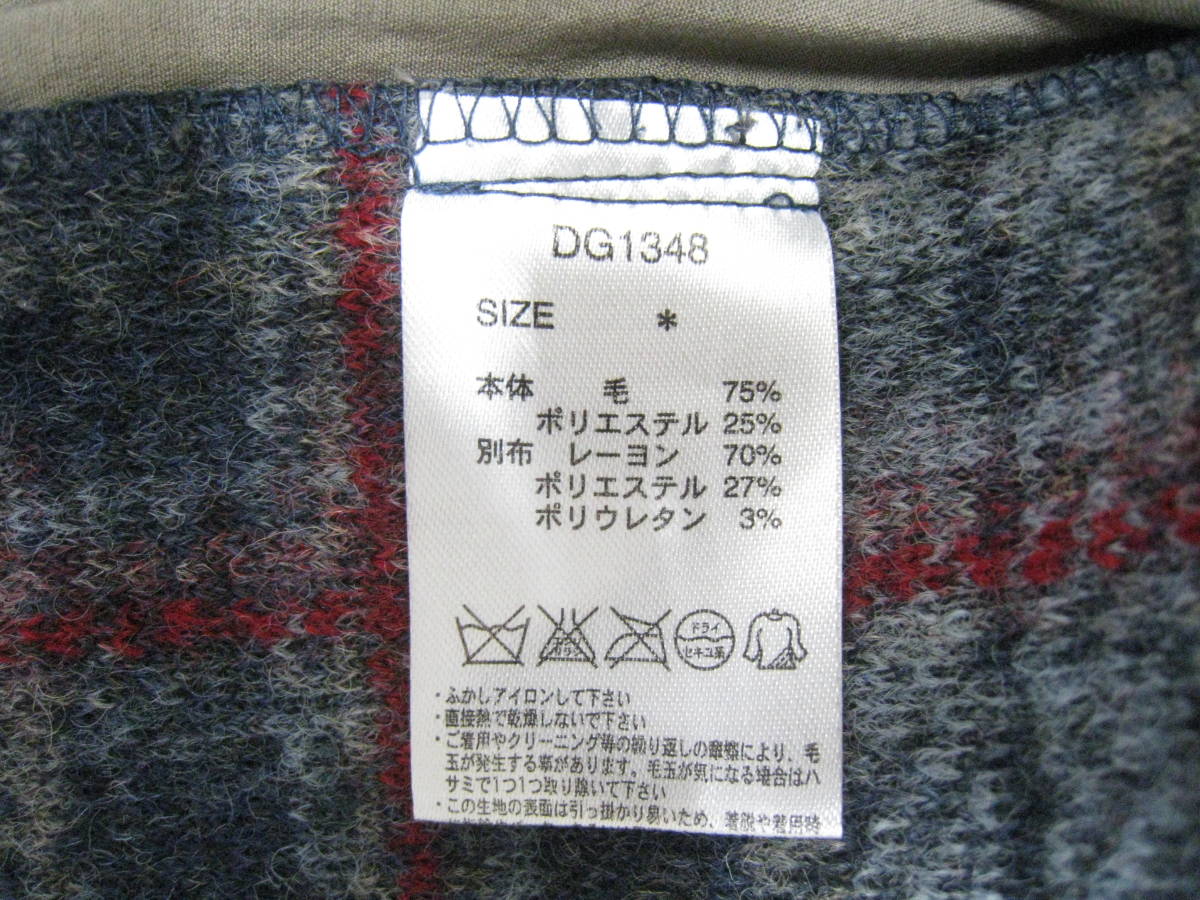 DG1348
SIZE *
本体 毛 75%
ポリエステル 25%
別布 レーヨン 70%
ポリエステル 27%
ポリウレタン 3%
ドライ
セキユ系
・ふかしアイロンして下さい
・直接熱で乾燥しないで下さい
・ご着用やクリーニング等の繰り返しの摩擦により、毛
玉が発生する事があります。毛玉が気になる場合はハ
サミで1つ1つ取り除いて下さい
・この生地の表面は引っ掛かり易いため、着脱や着用時